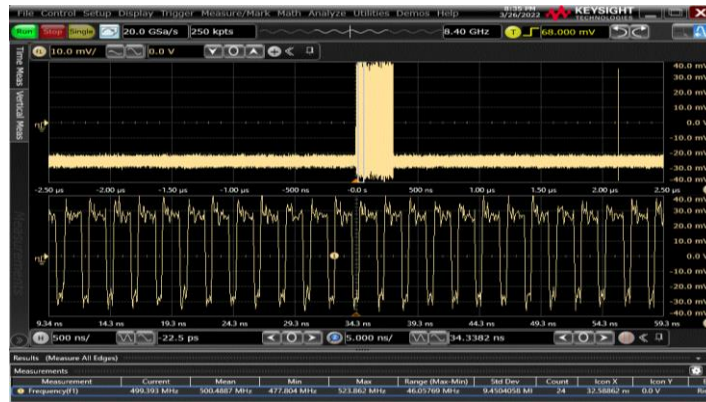 File Control Setup Display Trigger Measure/Mark Math Analyze Utilities Demos Help
8:35 PM
3/26/2022
KEYSIGHT
TECHNOLOGIES
Run Stop Single 20.0 GSa/s 250 kpts 8.40 GHz T 68.000 mV
10.0 mV/ 0.0 V
Time Meas
Vertical Meas
Measurements
40.0 mV
30.0 mV
20.0 mV
10.0 mV
0.0 V
-10.0 mV
-20.0 mV
-30.0 mV
-40.0 mV
-2.50 µs -2.00 µs -1.50 µs -1.00 µs -500 ns -0.0 s 500 ns 1.00 µs 1.50 µs 2.00 µs 2.50 µs
40.0 mV
30.0 mV
20.0 mV
10.0 mV
0.0 V
-10.0 mV
-20.0 mV
-30.0 mV
-40.0 mV
9.34 ns 14.3 ns 19.3 ns 24.3 ns 29.3 ns 34.3 ns 39.3 ns 44.3 ns 49.3 ns 54.3 ns 59.3 ns
H 500 ns/ -22.5 ps 5.000 ns/ 34.3382 ns
Results (Measure All Edges)
Measurements
Measurement Current Mean Min Max Range (Max-Min) Std Dev Count Icon X Icon Y
Frequency(f1) 499.393 MHz 500.4887 MHz 477.804 MHz 523.862 MHz 46.05769 MHz 9.4504058 MI 24 32.58862 ns 0.0 V